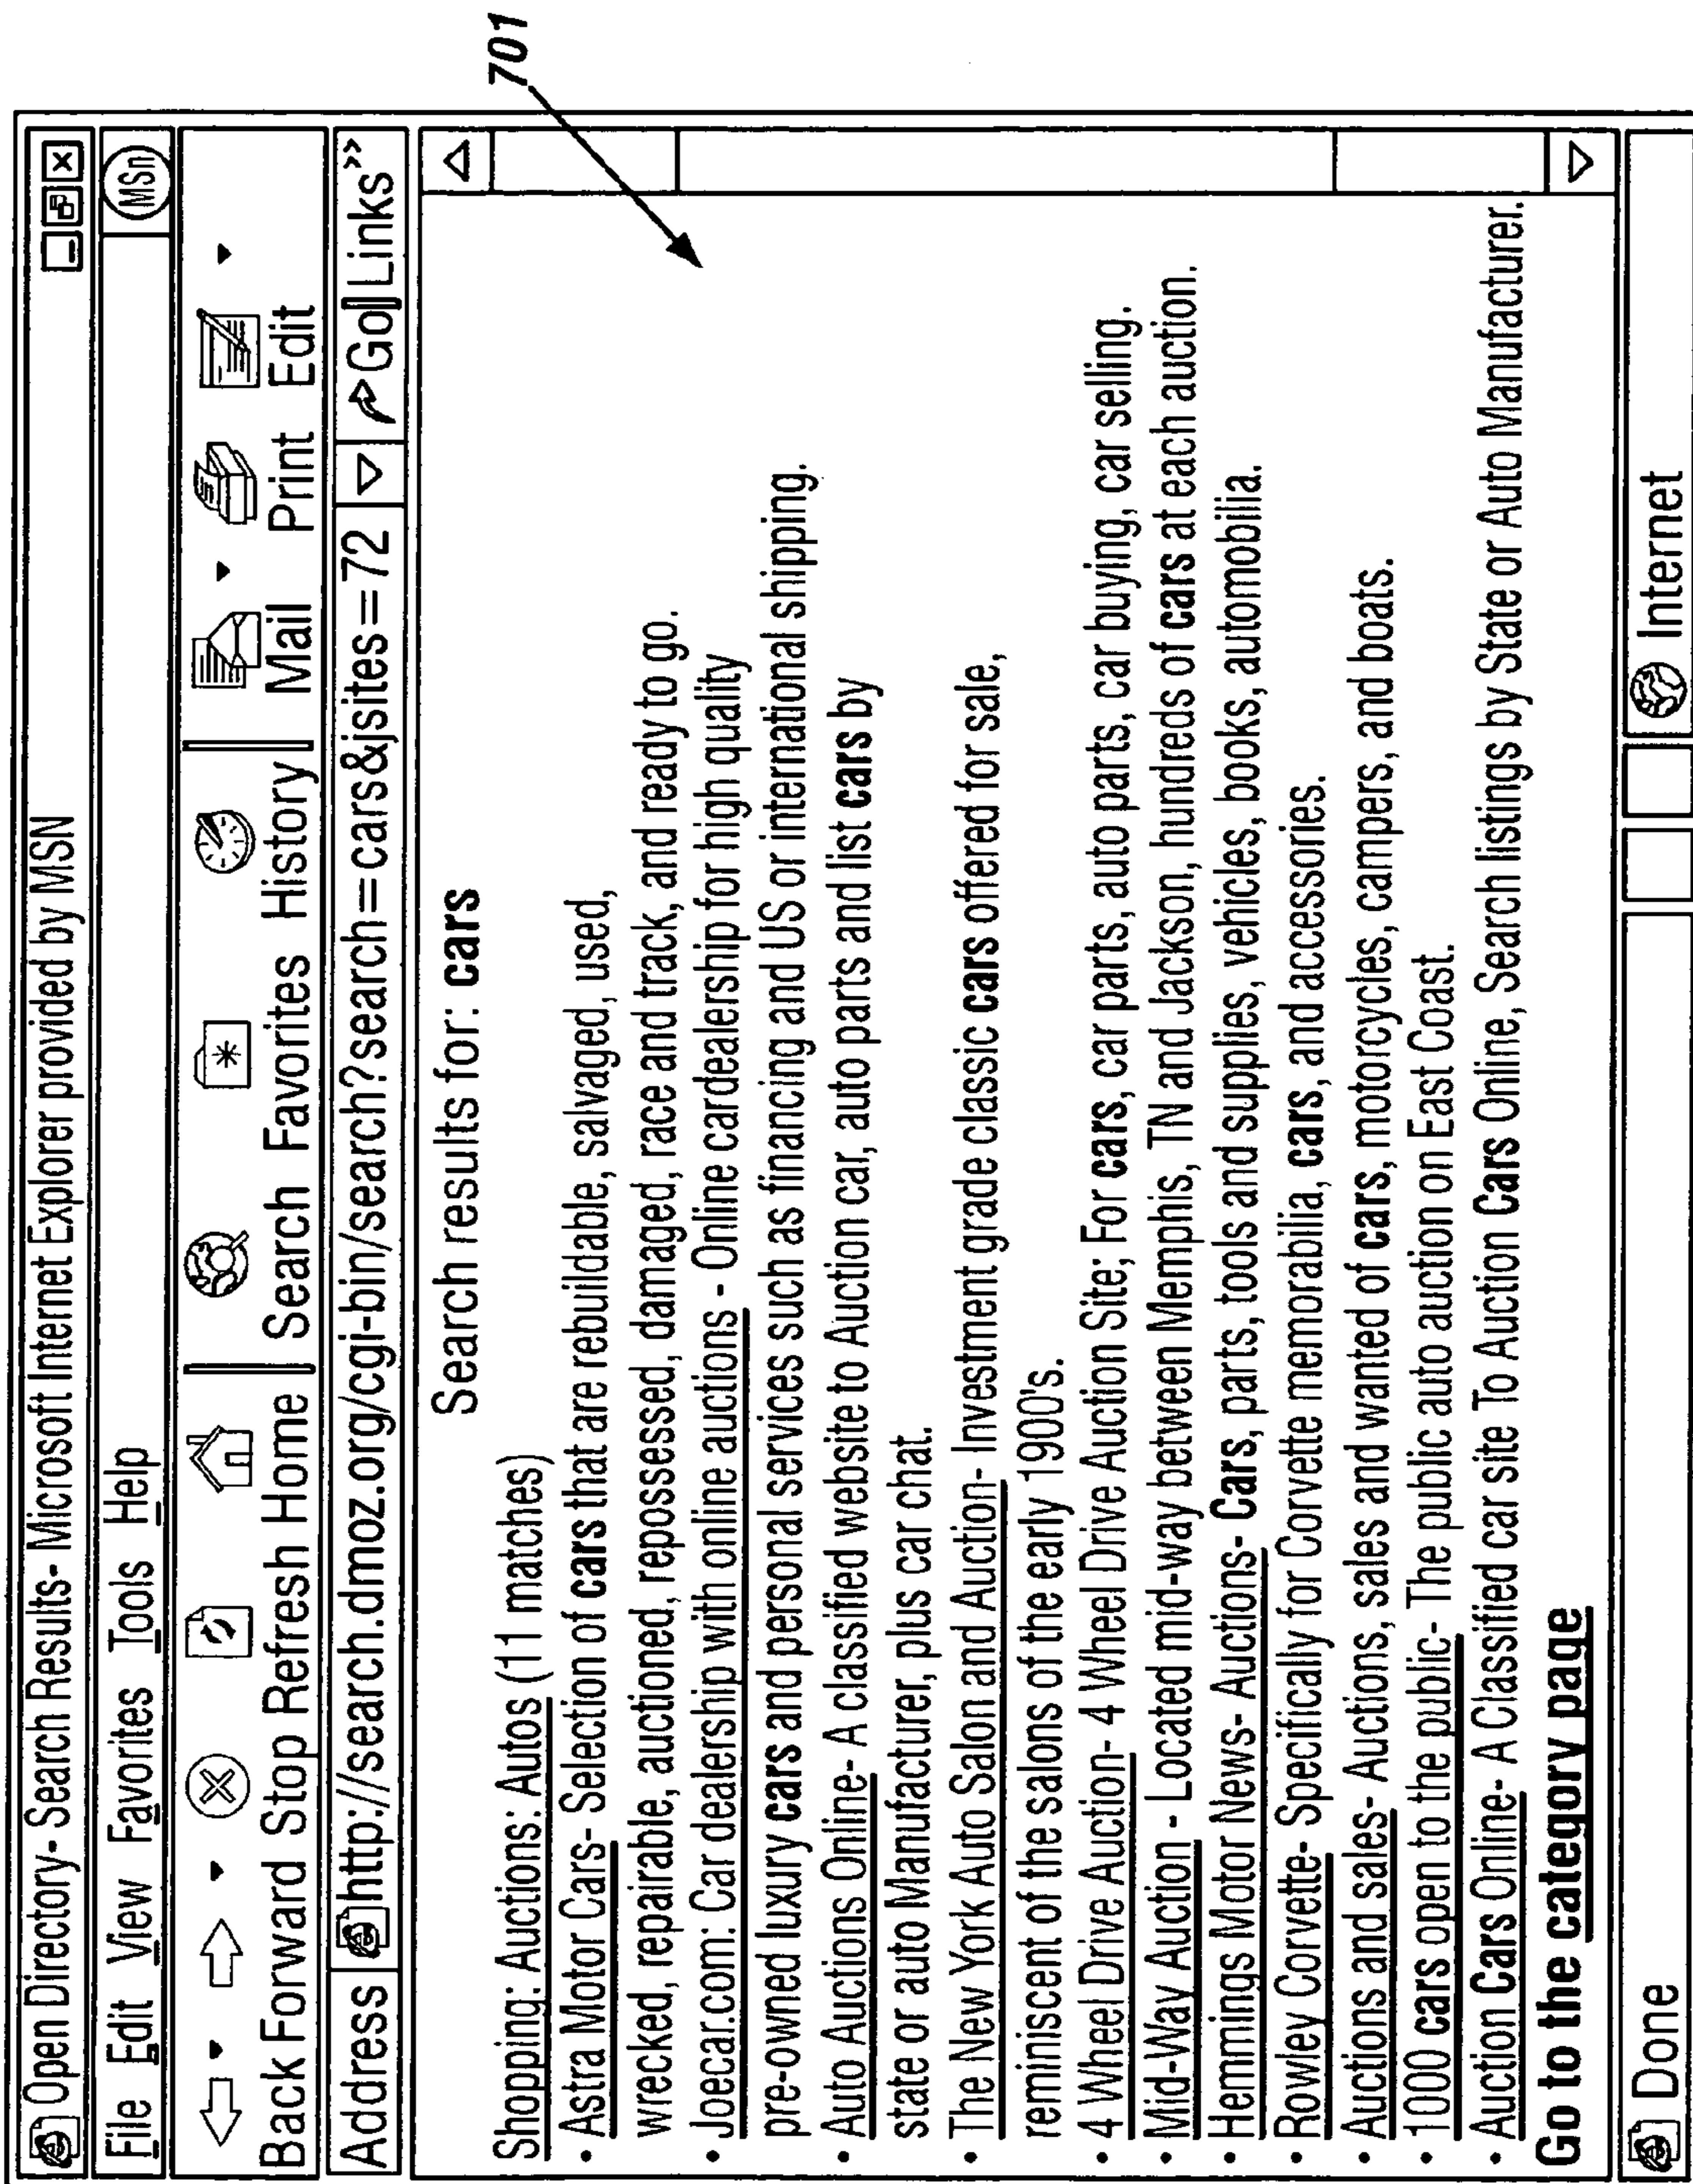 Open Directory- Search Results- Microsoft Internet Explorer provided by MSN
File Edit View Favorites Tools Help
MSn
Back Forward Stop Refresh Home Search Favorites History Mail Print Edit
Address http://search.dmoz.org/cgi-bin/search?search=cars&jsites=72 Go Links »
701
Search results for: cars
Shopping: Auctions: Autos (11 matches)
• Astra Motor Cars- Selection of cars that are rebuildable, salvaged, used,
wrecked, repairable, auctioned, repossessed, damaged, race and track, and ready to go.
• Joecar.com: Car dealership with online auctions - Online cardealership for high quality
pre-owned luxury cars and personal services such as financing and US or international shipping.
• Auto Auctions Online- A classified website to Auction car, auto parts and list cars by
state or auto Manufacturer, plus car chat.
• The New York Auto Salon and Auction- Investment grade classic cars offered for sale,
reminiscent of the salons of the early 1900's.
• 4 Wheel Drive Auction- 4 Wheel Drive Auction Site; For cars, car parts, auto parts, car buying, car selling.
• Mid-Way Auction - Located mid-way between Memphis, TN and Jackson, hundreds of cars at each auction.
• Hemmings Motor News- Auctions- Cars, parts, tools and supplies, vehicles, books, automobilia.
• Rowley Corvette- Specifically for Corvette memorabilia, cars, and accessories.
• Auctions and sales- Auctions, sales and wanted of cars, motorcycles, campers, and boats.
• 1000 cars open to the public- The public auto auction on East Coast.
• Auction Cars Online- A Classified car site To Auction Cars Online, Search listings by State or Auto Manufacturer.
Go to the category page
Done Internet